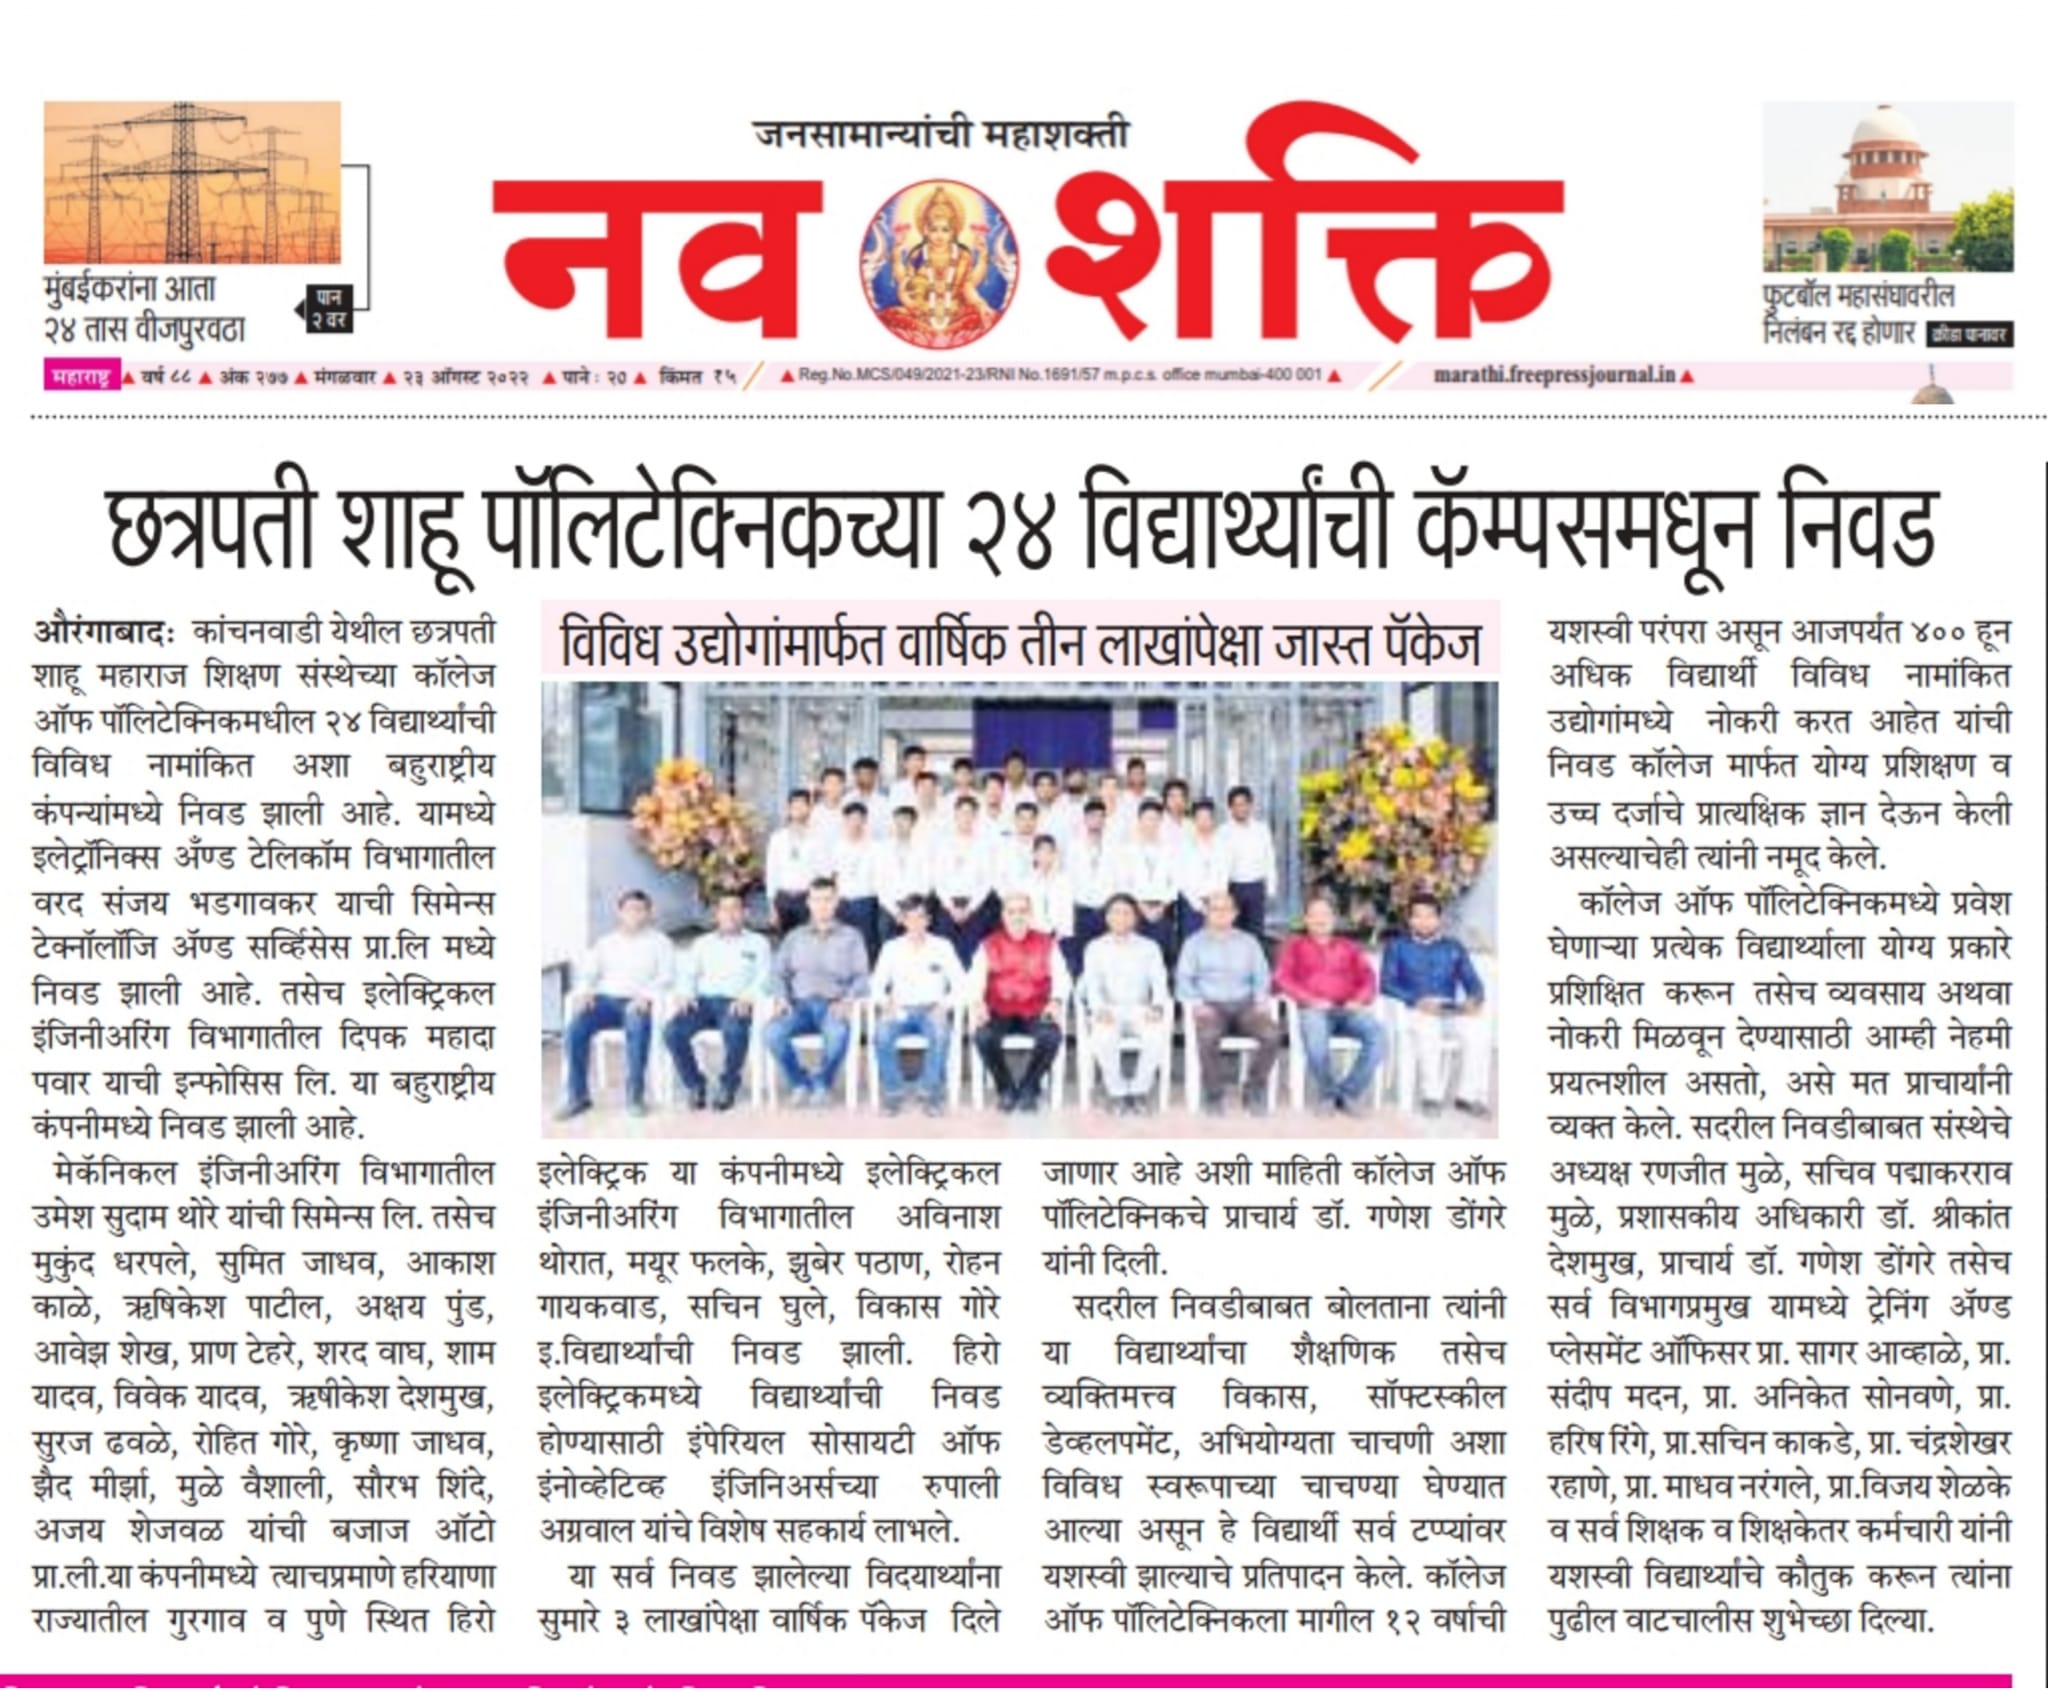 जनसामान्यांची महाशक्ती
नव शक्ति
मुंबईकरांना आता
२४ तास वीजपुरवठा
पान
२ वर
फुटबॉल महासंघावरील
निलंबन रद्द होणार क्रीडा पानावर
महाराष्ट्र ▲ वर्ष ८८ ▲ अंक २७७ ▲ मंगळवार ▲ २३ ऑगस्ट २०२२ ▲ पाने : २० ▲ किंमत ₹५ ▲ Reg.No.MCS/049/2021-23/RNI No.1691/57 m.p.c.s. office mumbai-400 001 ▲ marathi.freepressjournal.in ▲
छत्रपती शाहू पॉलिटेक्निकच्या २४ विद्यार्थ्यांची कॅम्पसमधून निवड
औरंगाबादः कांचनवाडी येथील छत्रपती
शाहू महाराज शिक्षण संस्थेच्या कॉलेज
ऑफ पॉलिटेक्निकमधील २४ विद्यार्थ्यांची
विविध नामांकित अशा बहुराष्ट्रीय
कंपन्यांमध्ये निवड झाली आहे. यामध्ये
इलेट्रॉनिक्स अँण्ड टेलिकॉम विभागातील
वरद संजय भडगावकर याची सिमेन्स
टेक्नॉलॉजि ॲण्ड सर्व्हिसेस प्रा.लि मध्ये
निवड झाली आहे. तसेच इलेक्ट्रिकल
इंजिनीअरिंग विभागातील दिपक महादा
पवार याची इन्फोसिस लि. या बहुराष्ट्रीय
कंपनीमध्ये निवड झाली आहे.
मेकॅनिकल इंजिनीअरिंग विभागातील
उमेश सुदाम थोरे यांची सिमेन्स लि. तसेच
मुकुंद धरपले, सुमित जाधव, आकाश
काळे, ऋषिकेश पाटील, अक्षय पुंड,
आवेझ शेख, प्राण टेहरे, शरद वाघ, शाम
यादव, विवेक यादव, ऋषीकेश देशमुख,
सुरज ढवळे, रोहित गोरे, कृष्णा जाधव,
झैद मीर्झा, मुळे वैशाली, सौरभ शिंदे,
अजय शेजवळ यांची बजाज ऑटो
प्रा.ली.या कंपनीमध्ये त्याचप्रमाणे हरियाणा
राज्यातील गुरगाव व पुणे स्थित हिरो
विविध उद्योगांमार्फत वार्षिक तीन लाखांपेक्षा जास्त पॅकेज
इलेक्ट्रिक या कंपनीमध्ये इलेक्ट्रिकल
इंजिनीअरिंग विभागातील अविनाश
थोरात, मयूर फलके, झुबेर पठाण, रोहन
गायकवाड, सचिन घुले, विकास गोरे
इ.विद्यार्थ्यांची निवड झाली. हिरो
इलेक्ट्रिकमध्ये विद्यार्थ्यांची निवड
होण्यासाठी इंपेरियल सोसायटी ऑफ
इंनोव्हेटिव्ह इंजिनिअर्सच्या रुपाली
अग्रवाल यांचे विशेष सहकार्य लाभले.
या सर्व निवड झालेल्या विदयार्थ्यांना
सुमारे ३ लाखांपेक्षा वार्षिक पॅकेज दिले
जाणार आहे अशी माहिती कॉलेज ऑफ
पॉलिटेक्निकचे प्राचार्य डॉ. गणेश डोंगरे
यांनी दिली.
सदरील निवडीबाबत बोलताना त्यांनी
या विद्यार्थ्यांचा शैक्षणिक तसेच
व्यक्तिमत्त्व विकास, सॉफ्टस्कील
डेव्हलपमेंट, अभियोग्यता चाचणी अशा
विविध स्वरूपाच्या चाचण्या घेण्यात
आल्या असून हे विद्यार्थी सर्व टप्प्यांवर
यशस्वी झाल्याचे प्रतिपादन केले. कॉलेज
ऑफ पॉलिटेक्निकला मागील १२ वर्षाची
यशस्वी परंपरा असून आजपर्यंत ४०० हून
अधिक विद्यार्थी विविध नामांकित
उद्योगांमध्ये नोकरी करत आहेत यांची
निवड कॉलेज मार्फत योग्य प्रशिक्षण व
उच्च दर्जाचे प्रात्यक्षिक ज्ञान देऊन केली
असल्याचेही त्यांनी नमूद केले.
कॉलेज ऑफ पॉलिटेक्निकमध्ये प्रवेश
घेणाऱ्या प्रत्येक विद्यार्थ्याला योग्य प्रकारे
प्रशिक्षित करून तसेच व्यवसाय अथवा
नोकरी मिळवून देण्यासाठी आम्ही नेहमी
प्रयत्नशील असतो, असे मत प्राचार्यांनी
व्यक्त केले. सदरील निवडीबाबत संस्थेचे
अध्यक्ष रणजीत मुळे, सचिव पद्माकरराव
मुळे, प्रशासकीय अधिकारी डॉ. श्रीकांत
देशमुख, प्राचार्य डॉ. गणेश डोंगरे तसेच
सर्व विभागप्रमुख यामध्ये ट्रेनिंग ॲण्ड
प्लेसमेंट ऑफिसर प्रा. सागर आव्हाळे, प्रा.
संदीप मदन, प्रा. अनिकेत सोनवणे, प्रा.
हरिष रिंगे, प्रा.सचिन काकडे, प्रा. चंद्रशेखर
रहाणे, प्रा. माधव नरंगले, प्रा.विजय शेळके
व सर्व शिक्षक व शिक्षकेतर कर्मचारी यांनी
यशस्वी विद्यार्थ्यांचे कौतुक करून त्यांना
पुढील वाटचालीस शुभेच्छा दिल्या.